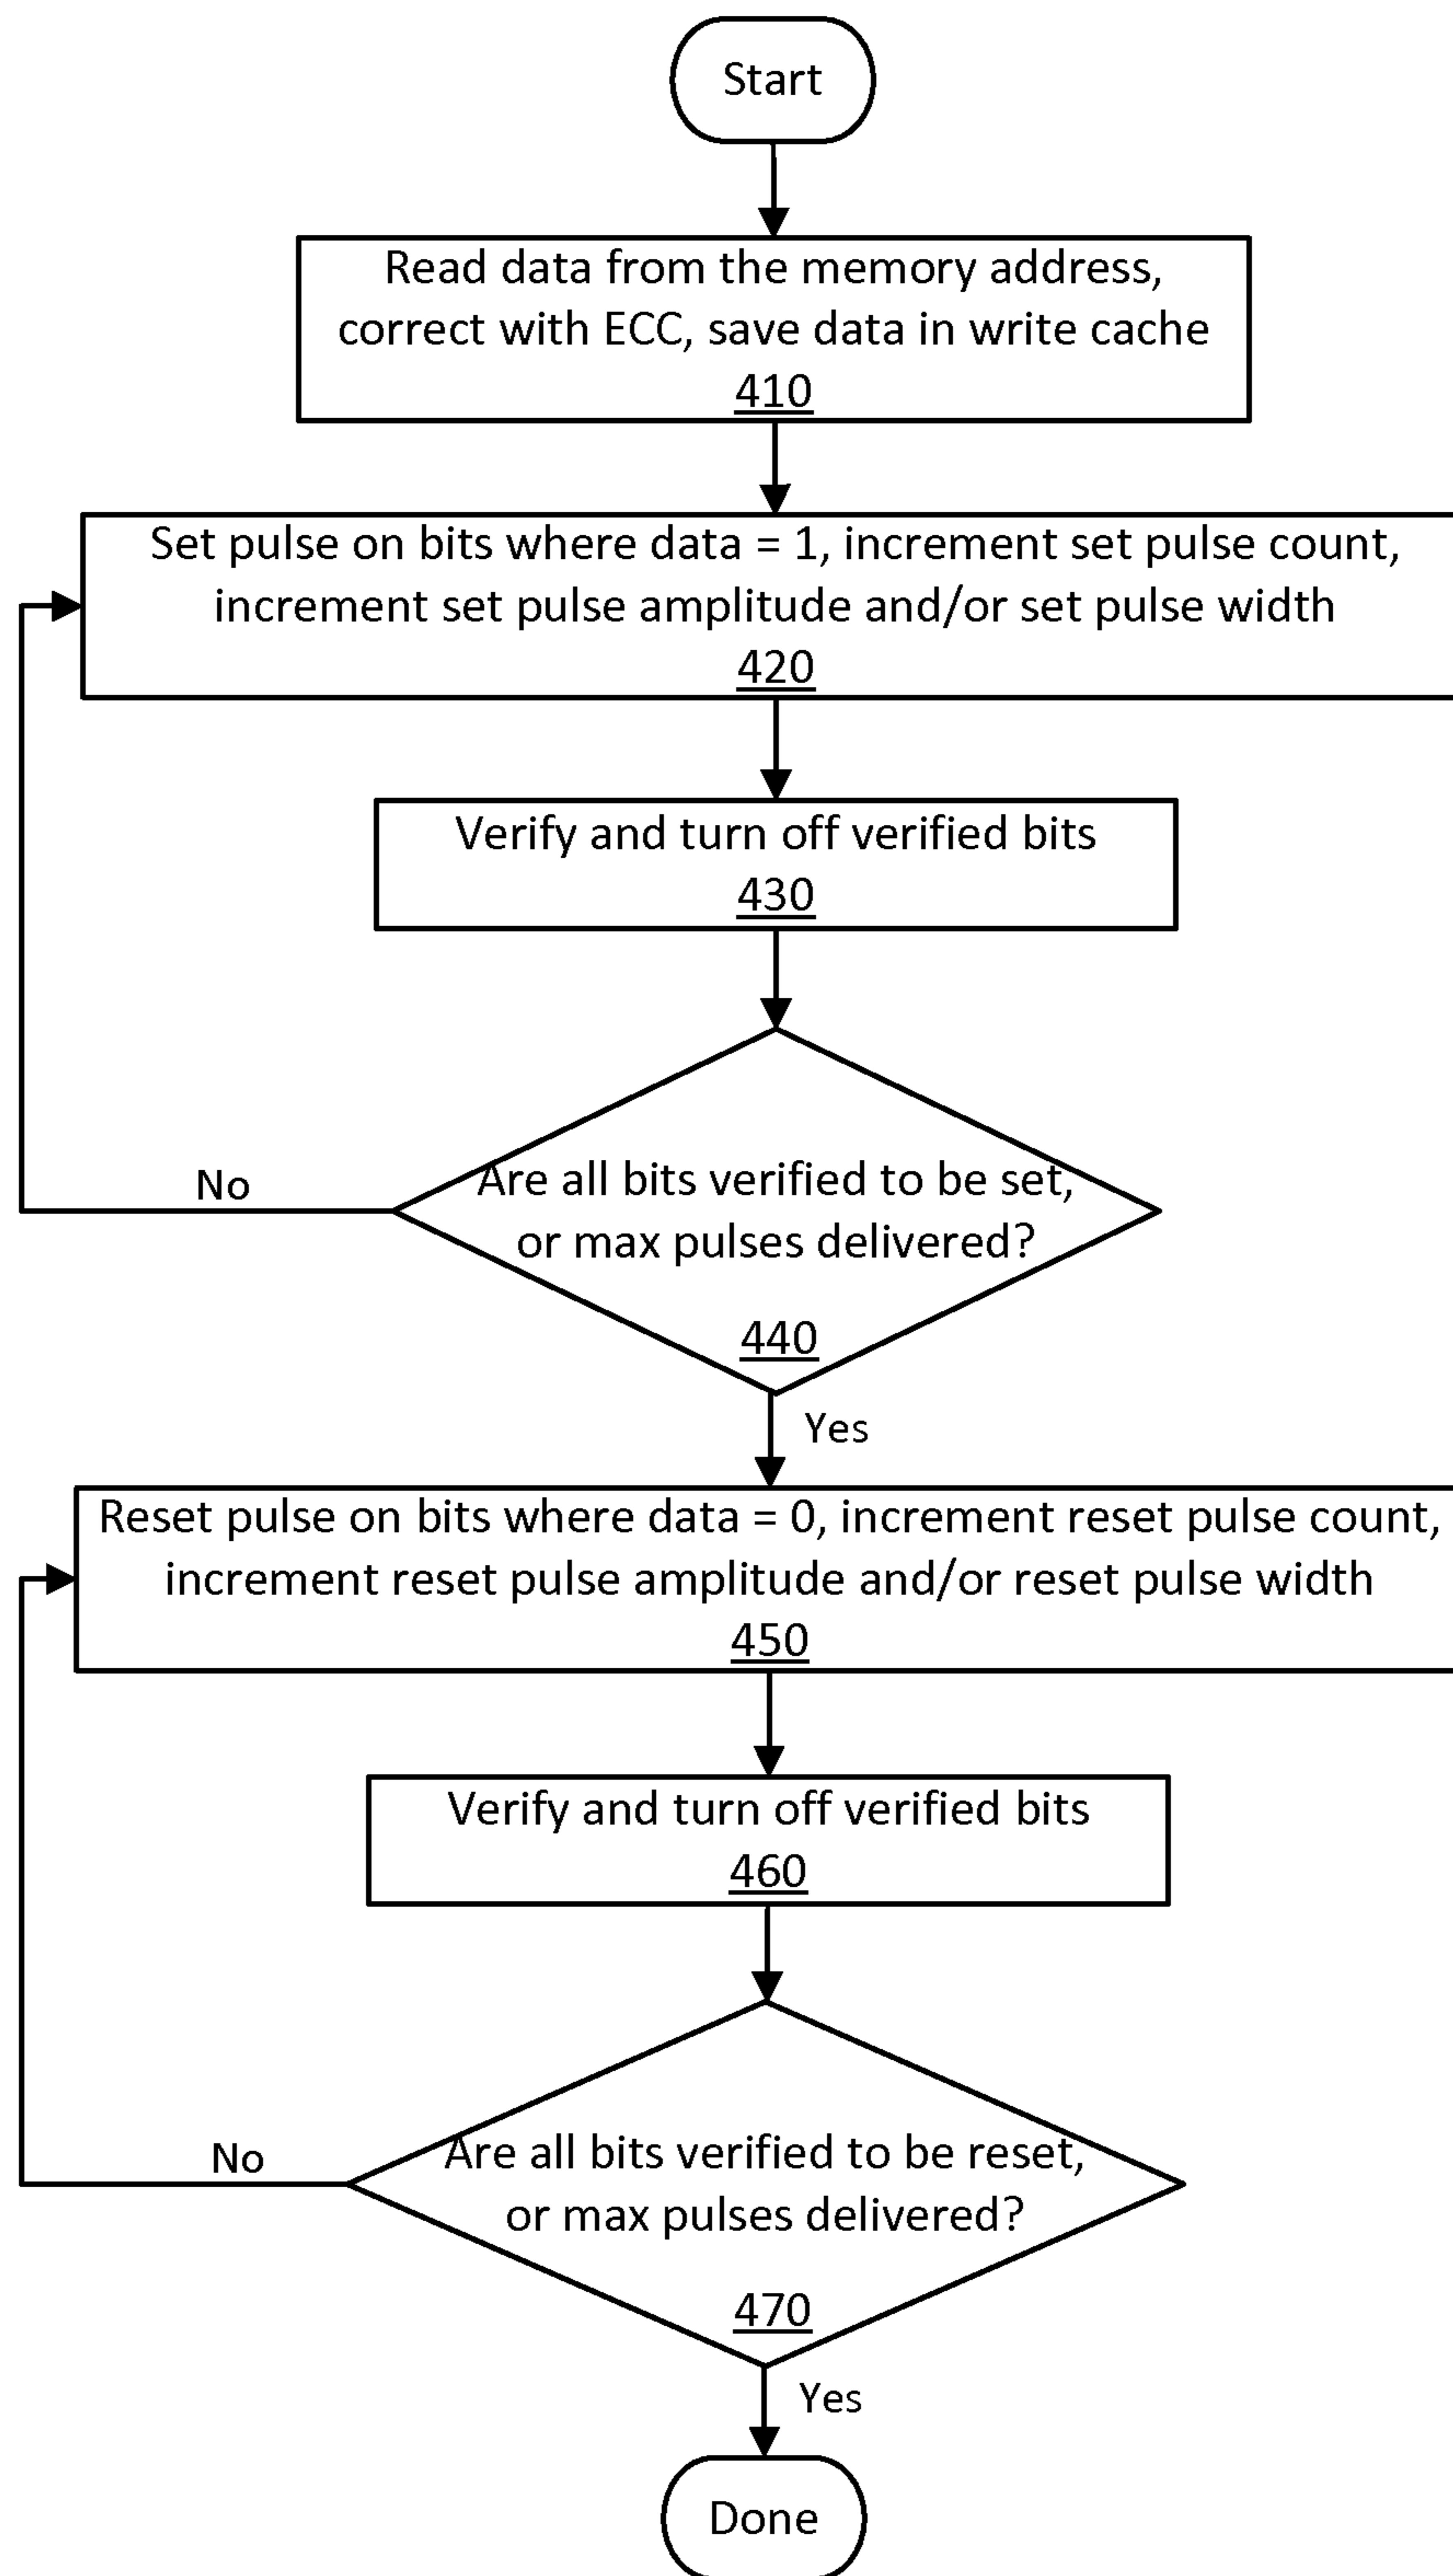 Start
Read data from the memory address,
correct with ECC, save data in write cache
410
Set pulse on bits where data = 1, increment set pulse count,
increment set pulse amplitude and/or set pulse width
420
Verify and turn off verified bits
430
Are all bits verified to be set,
or max pulses delivered?
440
No
Yes
Reset pulse on bits where data = 0, increment reset pulse count,
increment reset pulse amplitude and/or reset pulse width
450
Verify and turn off verified bits
460
Are all bits verified to be reset,
or max pulses delivered?
470
No
Yes
Done